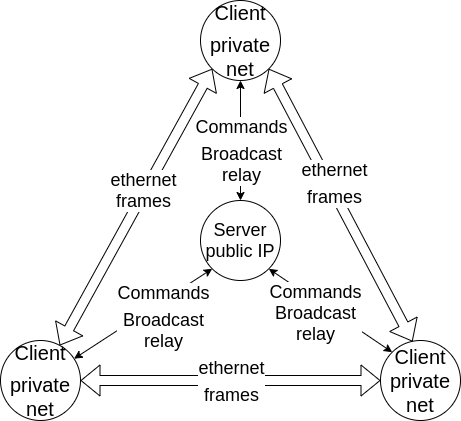 Client
private
net
Commands
Broadcast
relay
ethernet
frames
ethernet
frames
Server
public IP
Commands
Broadcast
relay
Commands
Broadcast
relay
Client
private
net
ethernet
frames
Client
private
net